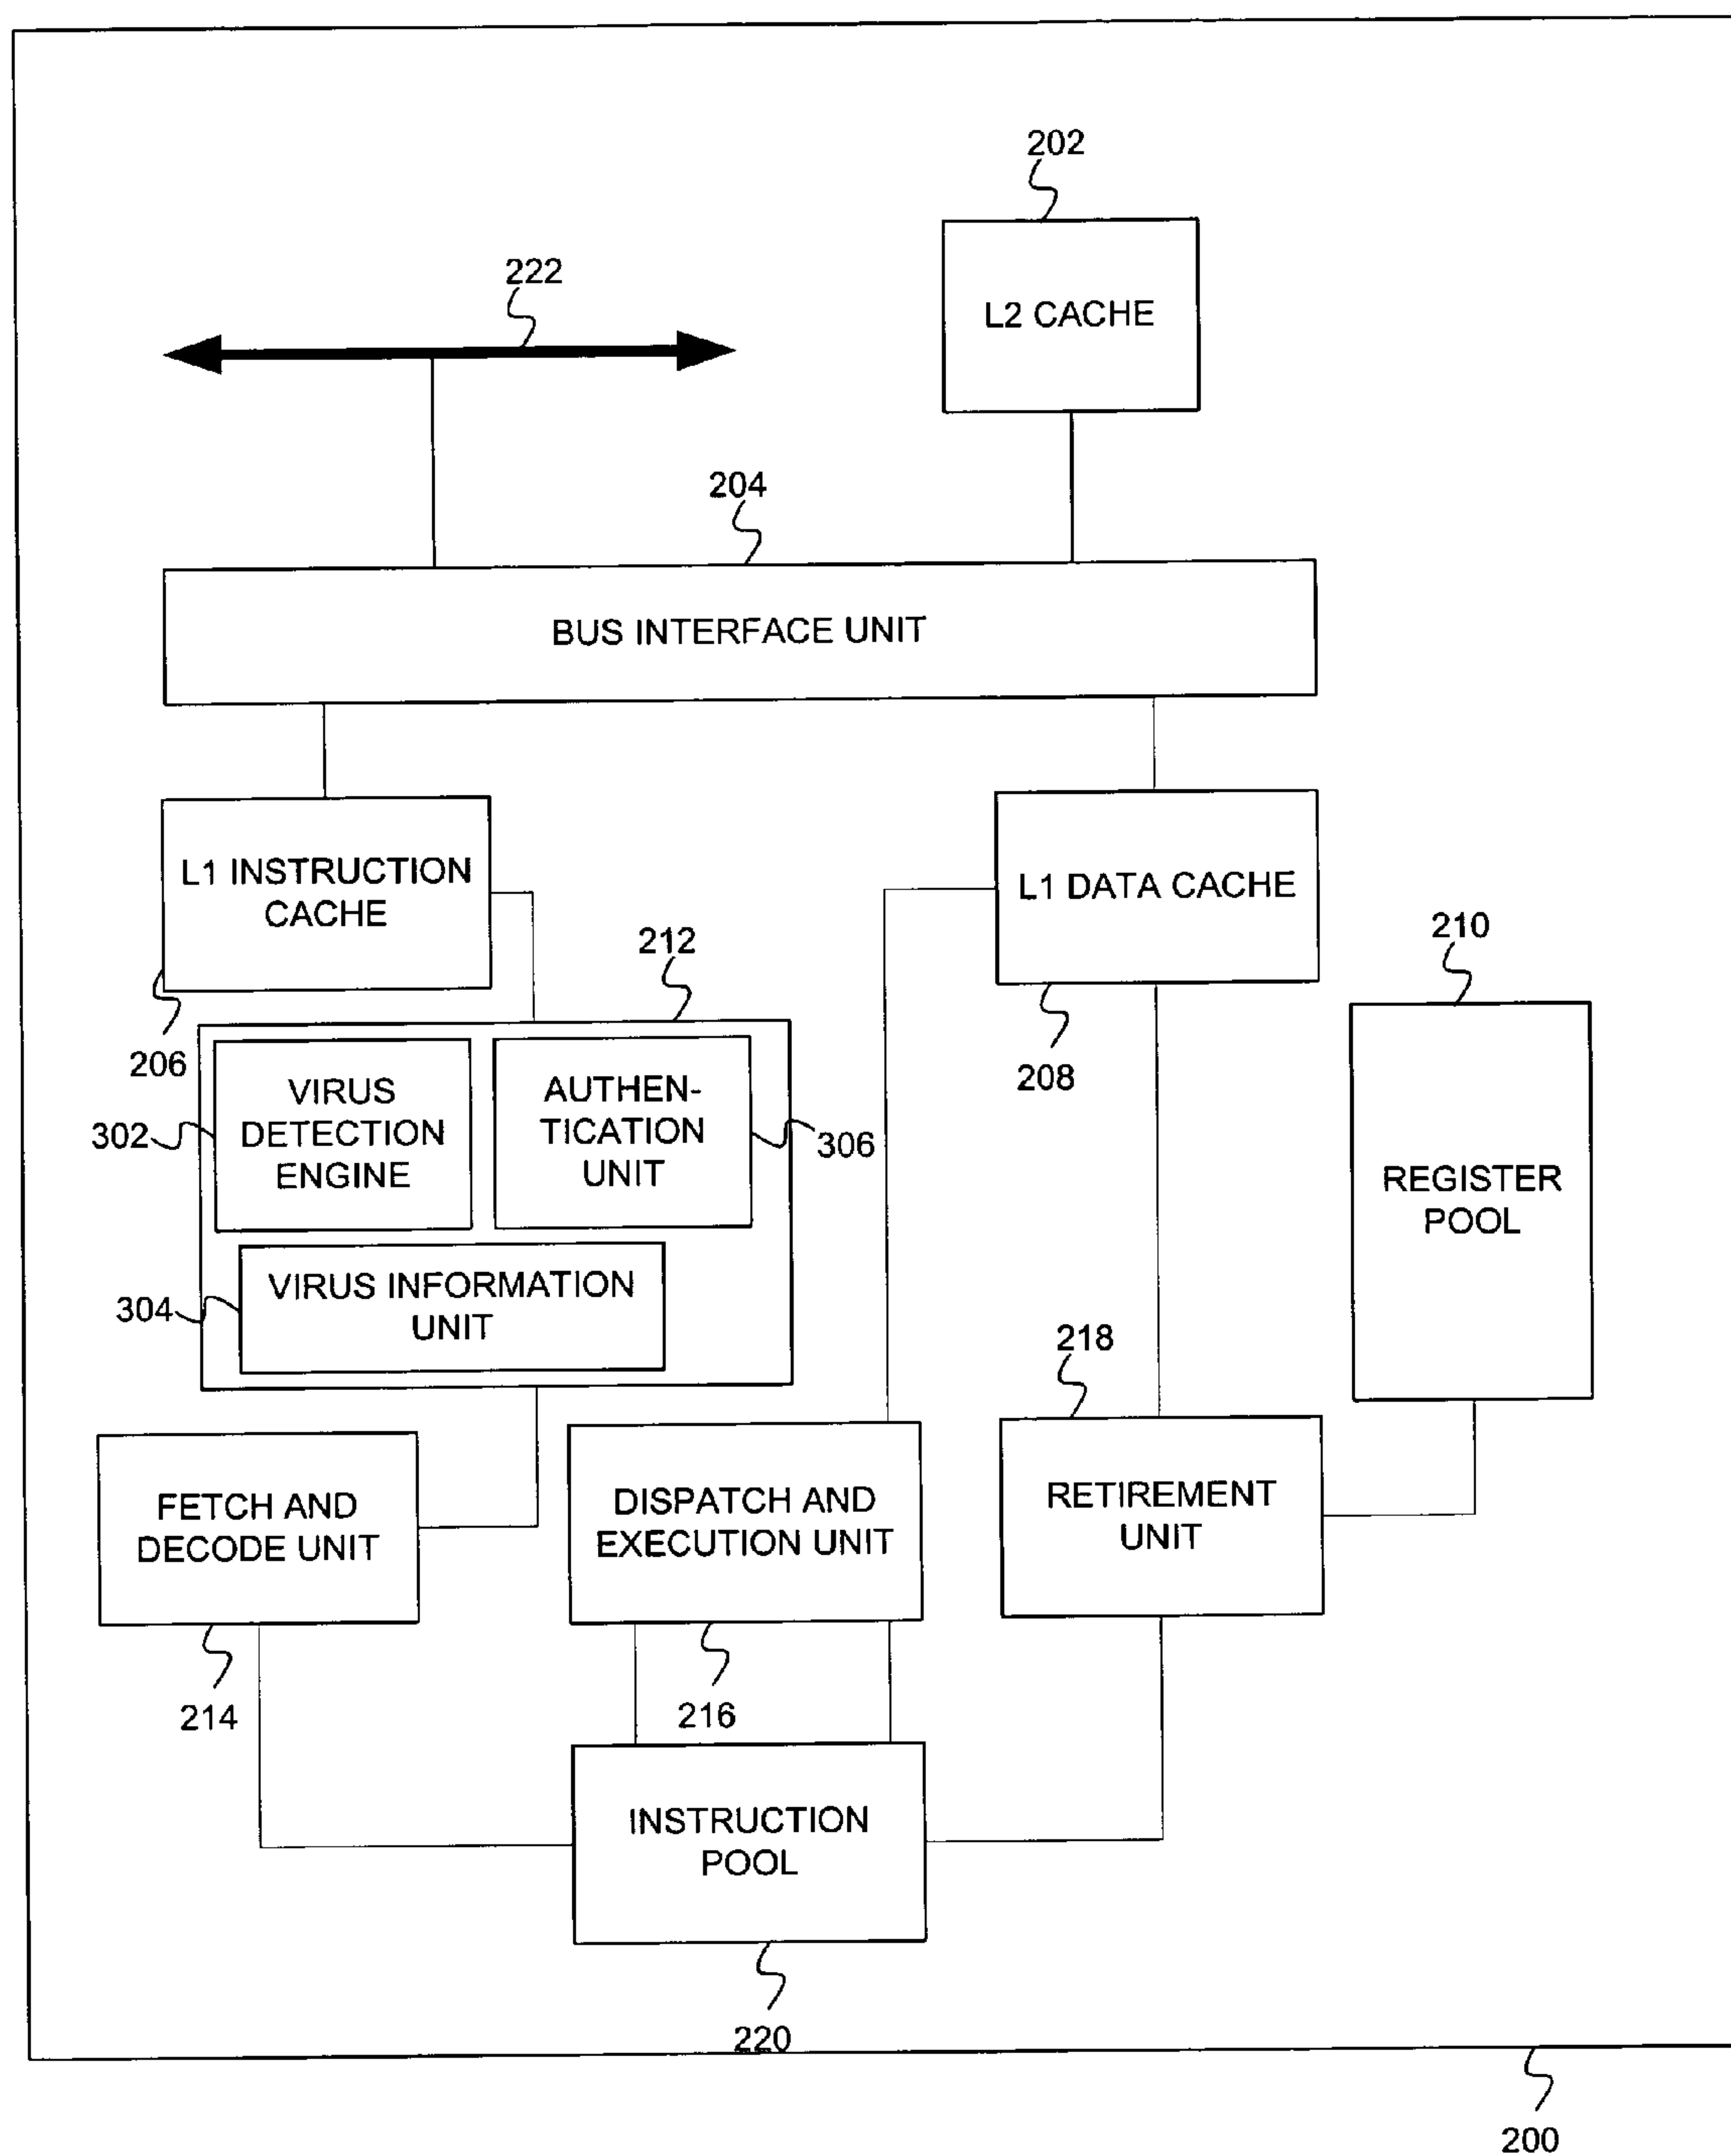 202
222
L2 CACHE
204
BUS INTERFACE UNIT
L1 INSTRUCTION
CACHE
L1 DATA CACHE
212
210
206
208
VIRUS
DETECTION
ENGINE
AUTHEN-
TICATION
UNIT
302
306
REGISTER
POOL
VIRUS INFORMATION
UNIT
304
218
FETCH AND
DECODE UNIT
DISPATCH AND
EXECUTION UNIT
RETIREMENT
UNIT
214
216
INSTRUCTION
POOL
220
200